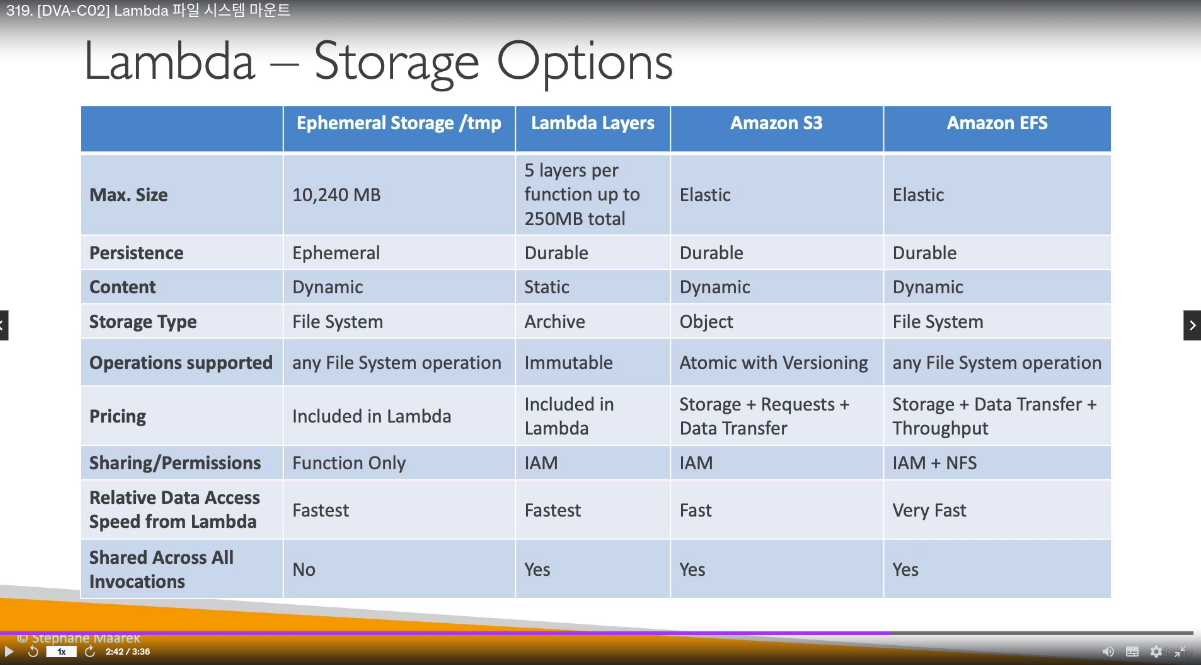 319. [DVA-C02] Lambda 파일 시스템 마운트
Lambda – Storage Options
Ephemeral Storage /tmp
Lambda Layers
Amazon S3
Amazon EFS
Max. Size
10,240 MB
5 layers per
function up to
250MB total
Elastic
Elastic
Persistence
Ephemeral
Durable
Durable
Durable
Content
Dynamic
Static
Dynamic
Dynamic
Storage Type
File System
Archive
Object
File System
Operations supported
any File System operation
Immutable
Atomic with Versioning
any File System operation
Pricing
Included in Lambda
Included in
Lambda
Storage + Requests +
Data Transfer
Storage + Data Transfer +
Throughput
Sharing/Permissions
Function Only
IAM
IAM
IAM + NFS
Relative Data Access
Speed from Lambda
Fastest
Fastest
Fast
Very Fast
Shared Across All
Invocations
No
Yes
Yes
Yes
© Stephane Maarek
1x
2:42 / 3:36